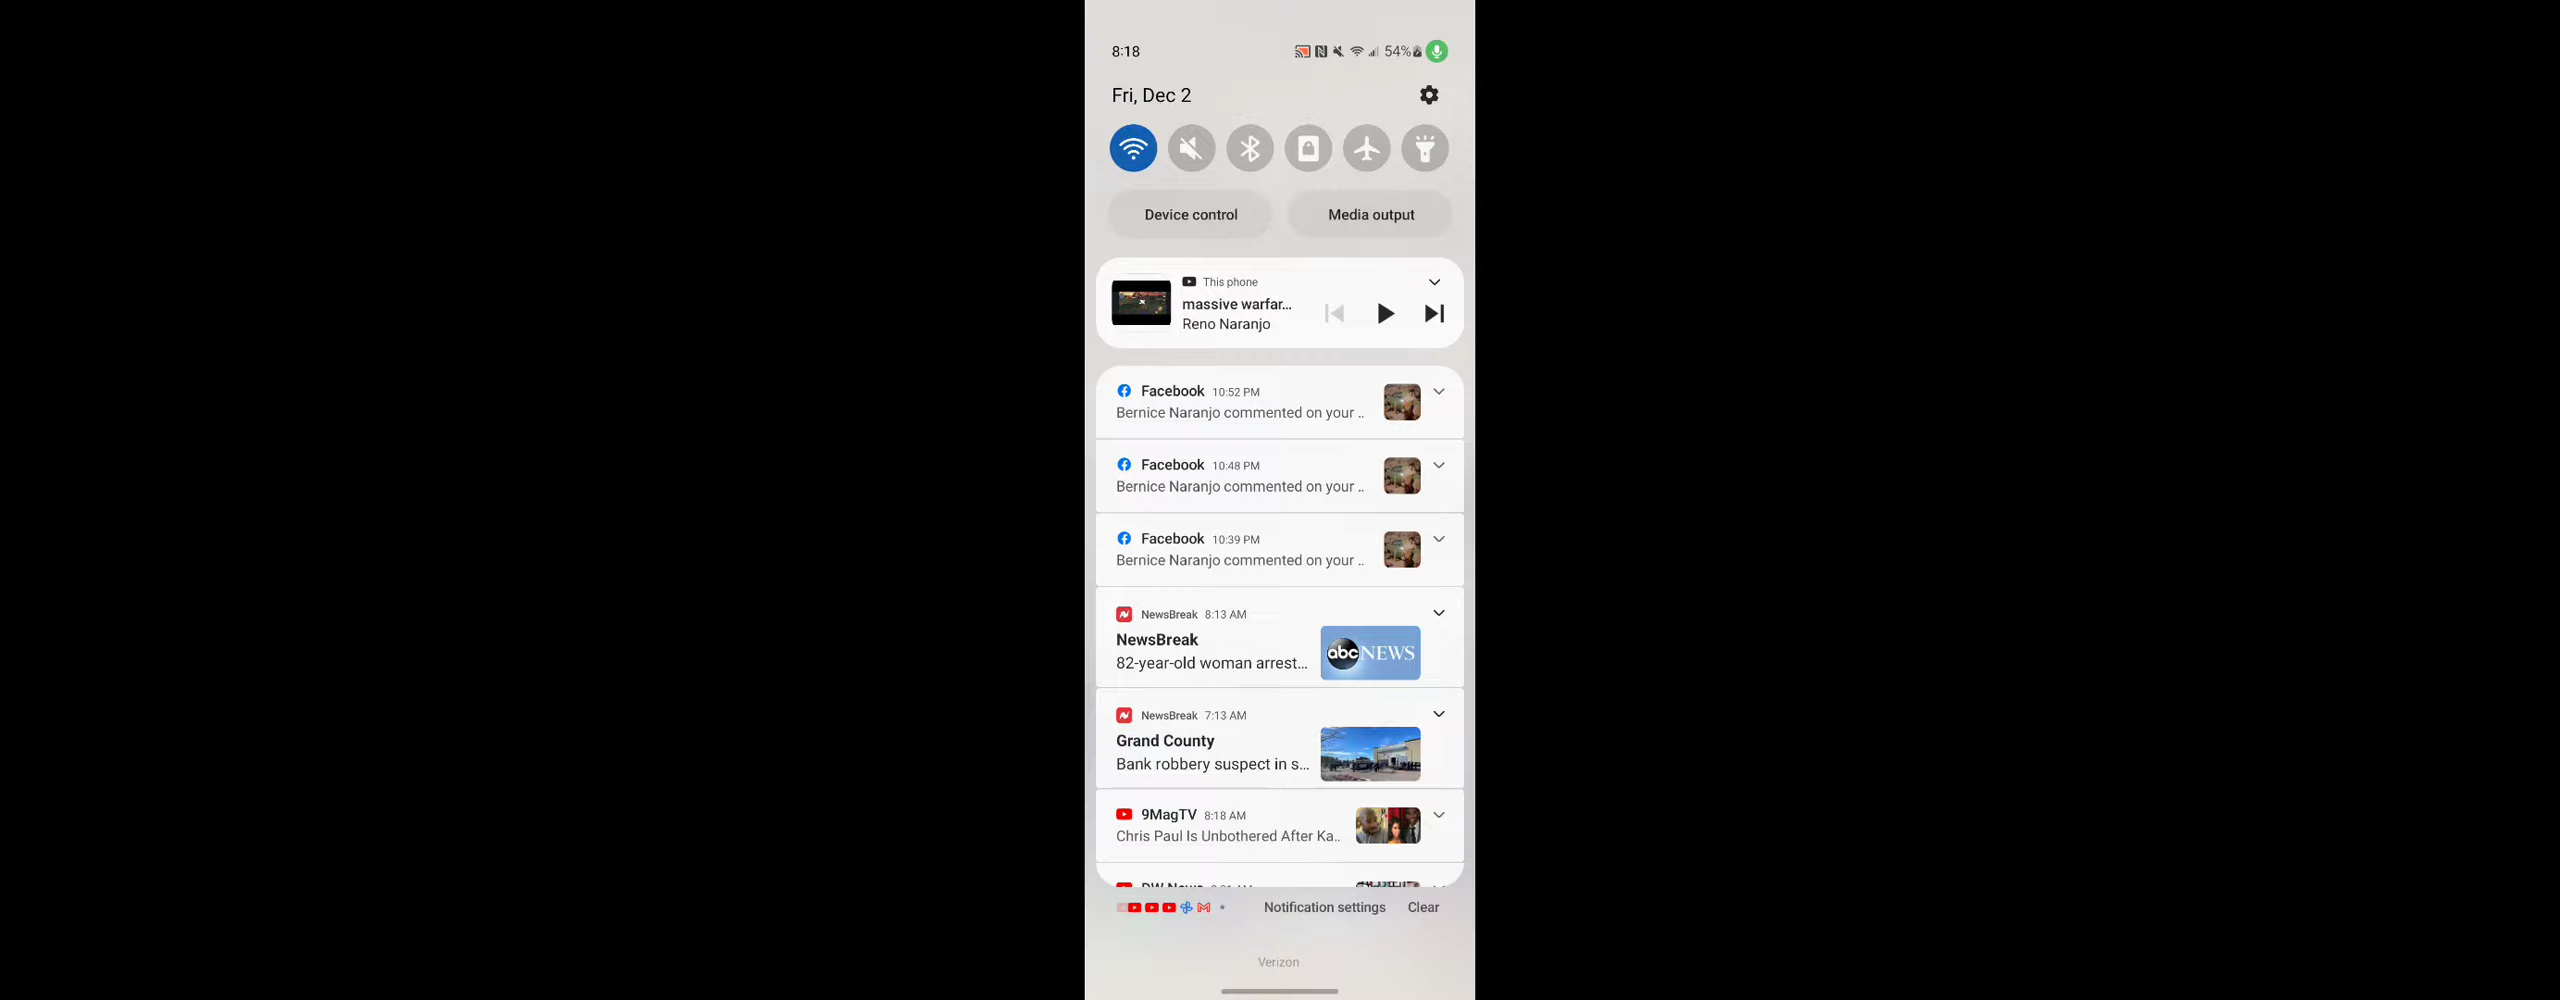 8:18
54%
Fri, Dec 2
Device control
Media output
This phone
massive warfar...
Reno Naranjo
Facebook 10:52 PM
Bernice Naranjo commented on your ..
Facebook 10:48 PM
Bernice Naranjo commented on your ..
Facebook 10:39 PM
Bernice Naranjo commented on your ..
NewsBreak 8:13 AM
NewsBreak
82-year-old woman arrest...
abc NEWS
NewsBreak 7:13 AM
Grand County
Bank robbery suspect in s...
9MagTV 8:18 AM
Chris Paul Is Unbothered After Ka..
DW News
Notification settings
Clear
Verizon